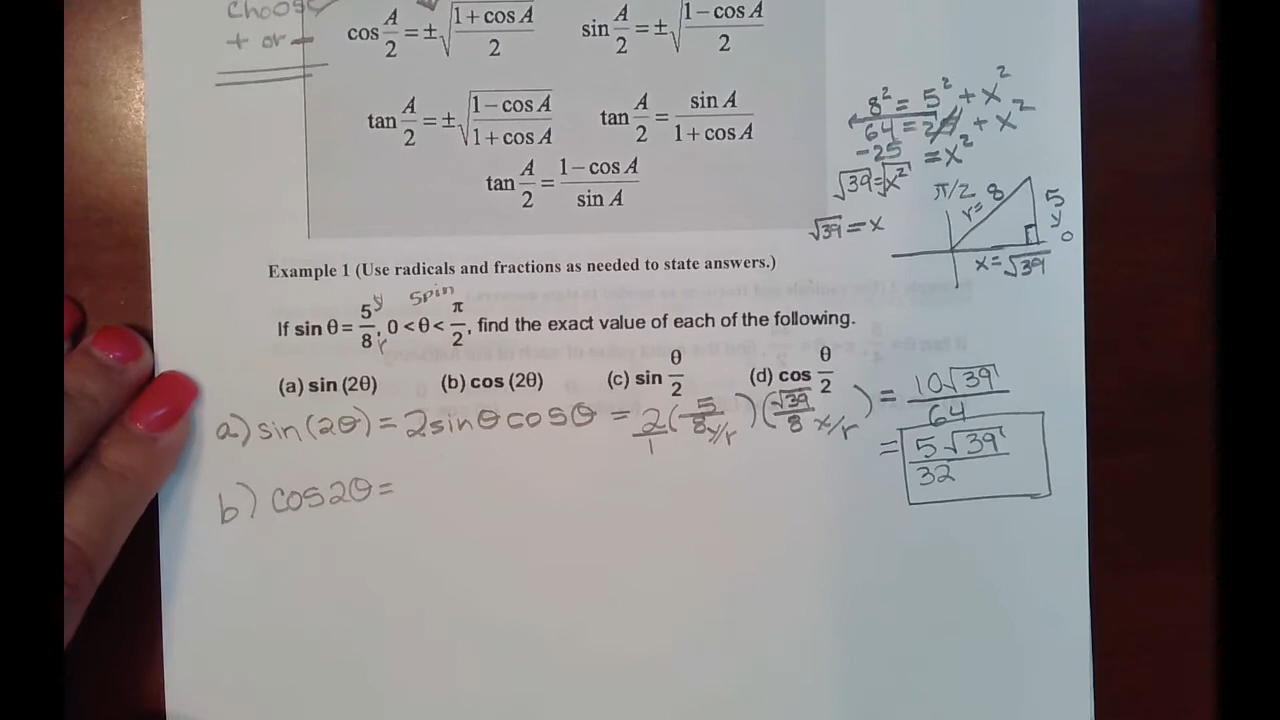 choose
+ or −
cos A/2 = ±√((1 + cos A)/2) sin A/2 = ±√((1 − cos A)/2)
tan A/2 = ±√((1 − cos A)/(1 + cos A)) tan A/2 = sin A/(1 + cos A)
tan A/2 = (1 − cos A)/sin A
8² = 5² + x²
64 = 25 + x²
-25 = x²
√39 = √x²
√39 = x
π/2
r = 8
5
y
0
x = √39
Example 1 (Use radicals and fractions as needed to state answers.)
y spin
If sin θ = 5/8, 0 < θ < π/2, find the exact value of each of the following.
r
(a) sin (2θ) (b) cos (2θ) (c) sin θ/2 (d) cos θ/2
a) sin(2θ) = 2sinθcosθ = 2/1 (5/8 y/r) (√39/8 x/r) = 10√39/64
= 5√39/32
b) cos2θ =